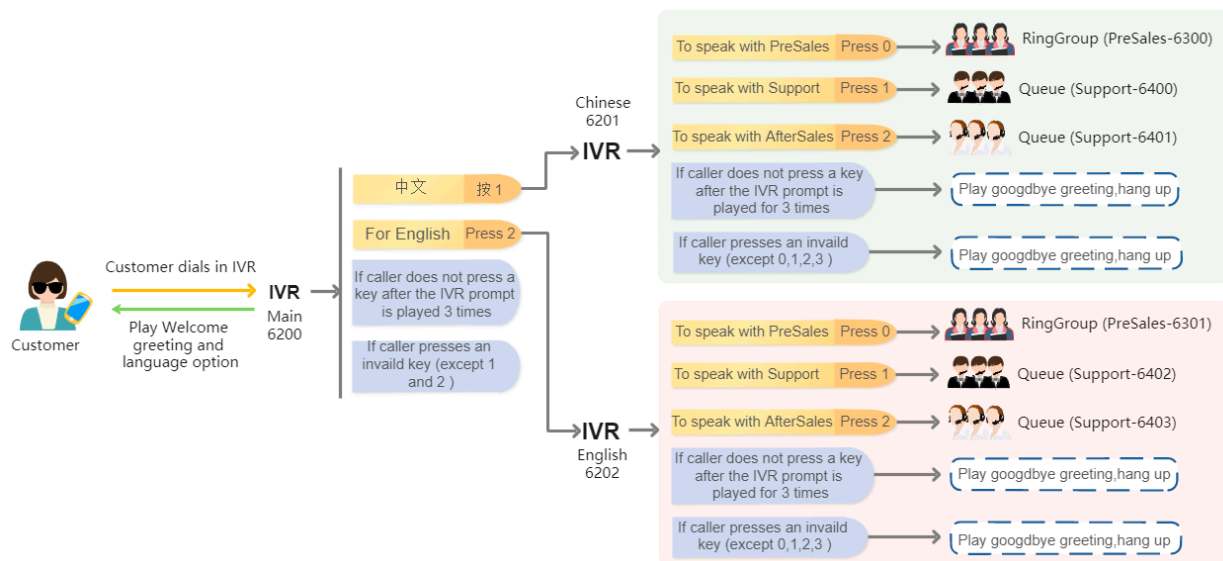 Customer
Customer dials in IVR
Play Welcome
greeting and
language option
IVR
Main
6200
中文 按 1
For English Press 2
If caller does not press a
key after the IVR prompt
is played 3 times
If caller presses an
invaild key (except 1
and 2 )
Chinese
6201
IVR
To speak with PreSales Press 0
RingGroup (PreSales-6300)
To speak with Support Press 1
Queue (Support-6400)
To speak with AfterSales Press 2
Queue (Support-6401)
If caller does not press a key
after the IVR prompt is
played for 3 times
Play googdbye greeting,hang up
If caller presses an invaild
key (except 0,1,2,3 )
Play googdbye greeting,hang up
IVR
English
6202
To speak with PreSales Press 0
RingGroup (PreSales-6301)
To speak with Support Press 1
Queue (Support-6402)
To speak with AfterSales Press 2
Queue (Support-6403)
If caller does not press a key
after the IVR prompt is
played for 3 times
Play googdbye greeting,hang up
If caller presses an invaild
key (except 0,1,2,3 )
Play googdbye greeting,hang up